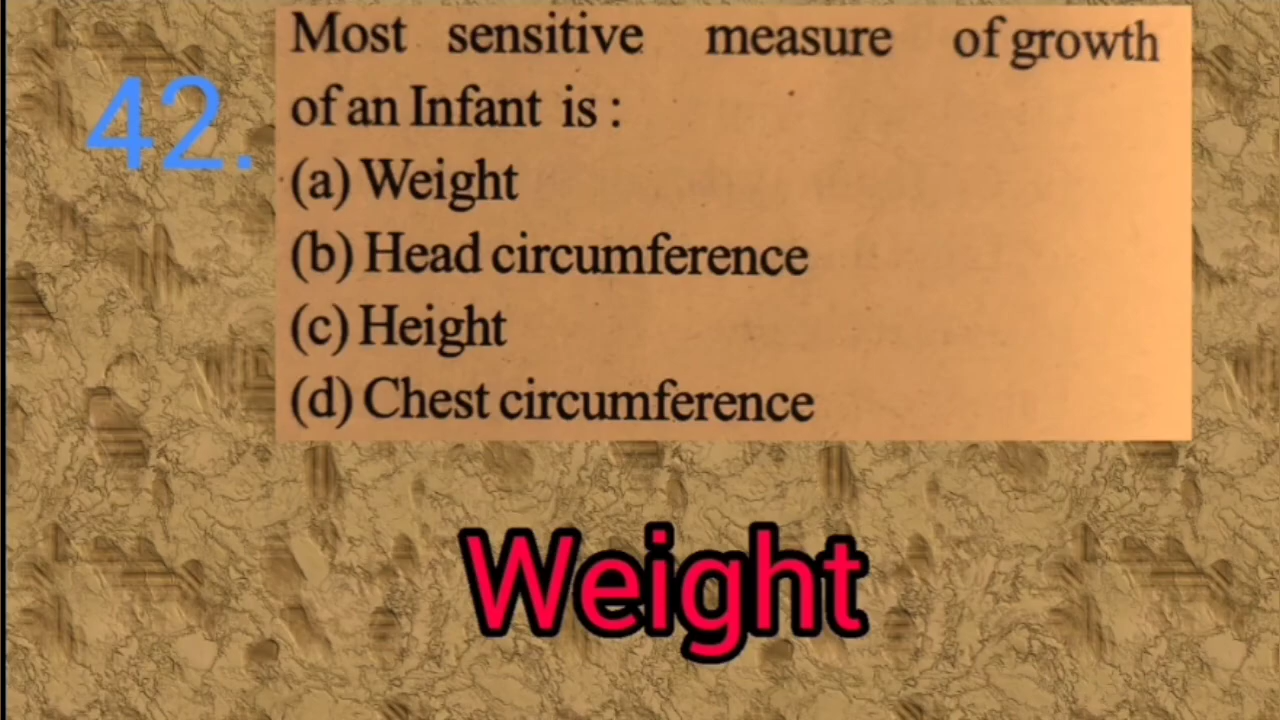 42.
Most sensitive measure of growth
of an Infant is :
(a) Weight
(b) Head circumference
(c) Height
(d) Chest circumference
Weight